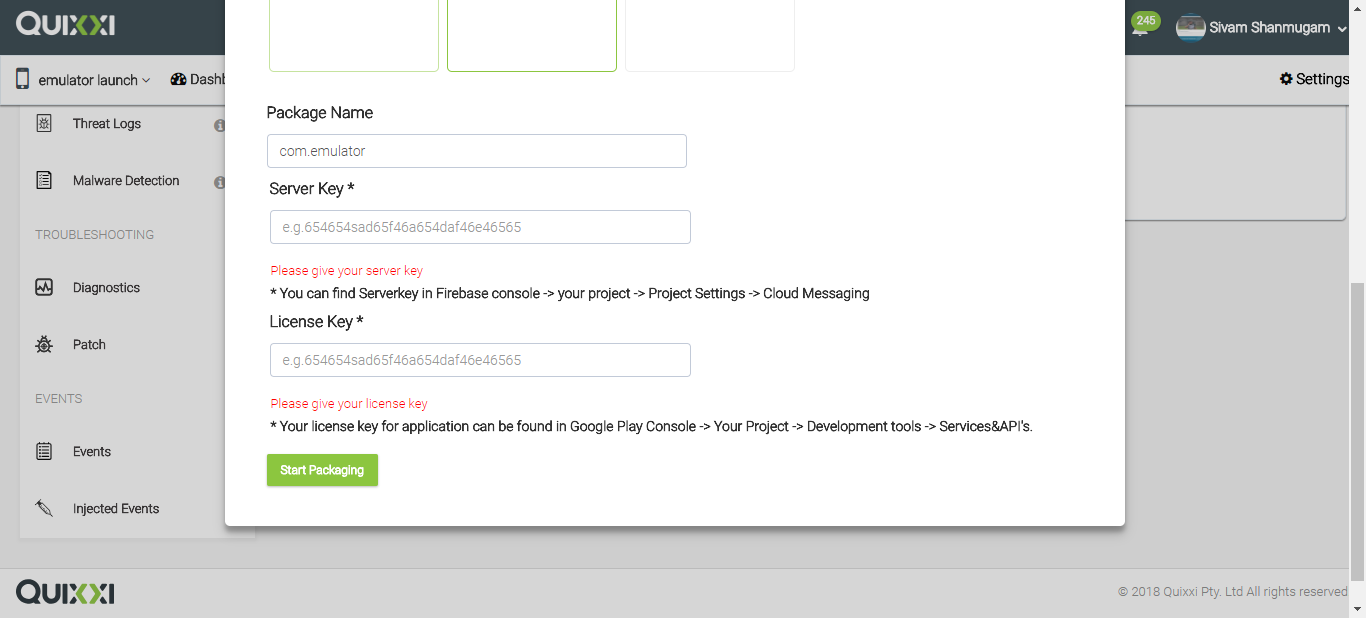 QUIXXI
245
Sivam Shanmugam
emulator launch
Dashb
Settings
Threat Logs
Malware Detection
TROUBLESHOOTING
Diagnostics
Patch
EVENTS
Events
Injected Events
Package Name
com.emulator
Server Key *
e.g.654654sad65f46a654daf46e46565
Please give your server key
* You can find Serverkey in Firebase console -> your project -> Project Settings -> Cloud Messaging
License Key *
e.g.654654sad65f46a654daf46e46565
Please give your license key
* Your license key for application can be found in Google Play Console -> Your Project -> Development tools -> Services&API's.
Start Packaging
QUIXXI
© 2018 Quixxi Pty. Ltd All rights reserved